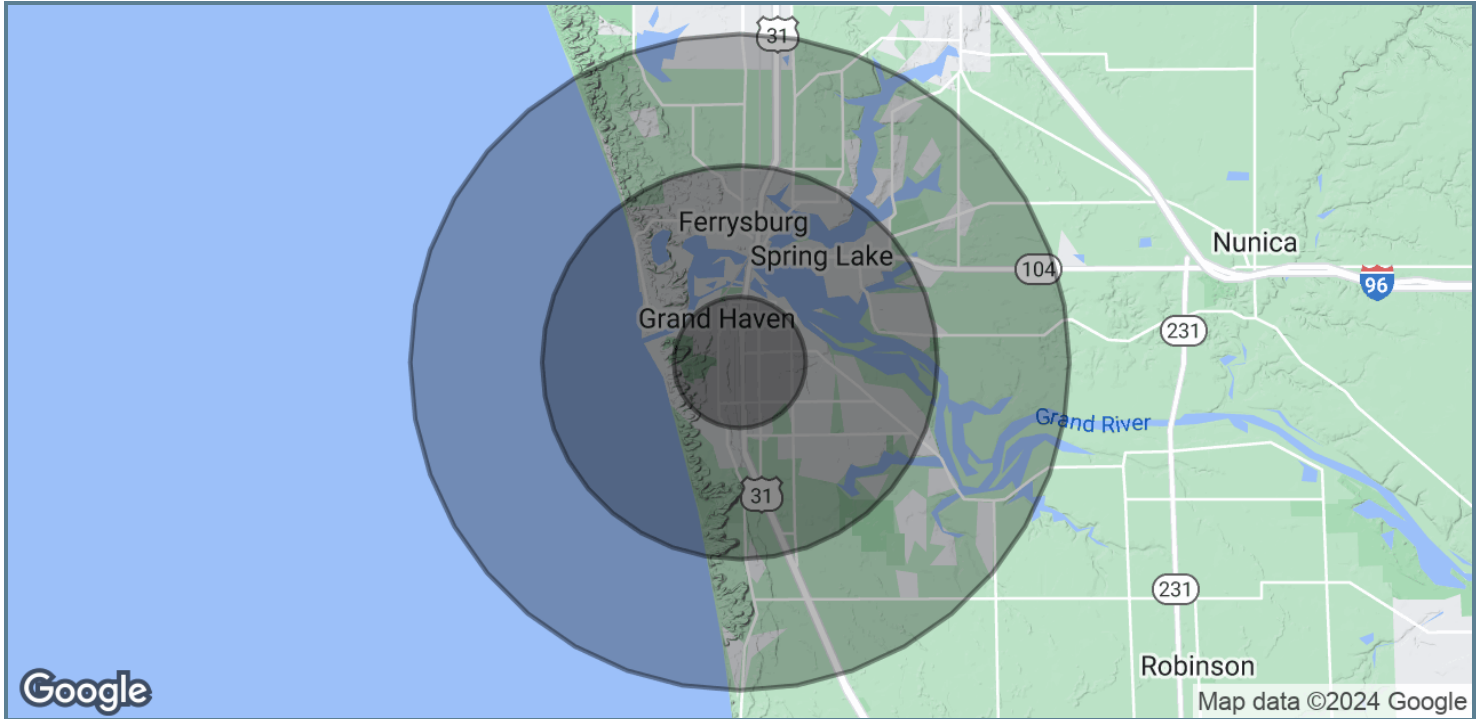 31
Ferrysburg
Nunica
Spring Lake
104
96
Grand Haven
231
Grand River
31
231
Robinson
Google
Map data ©2024 Google